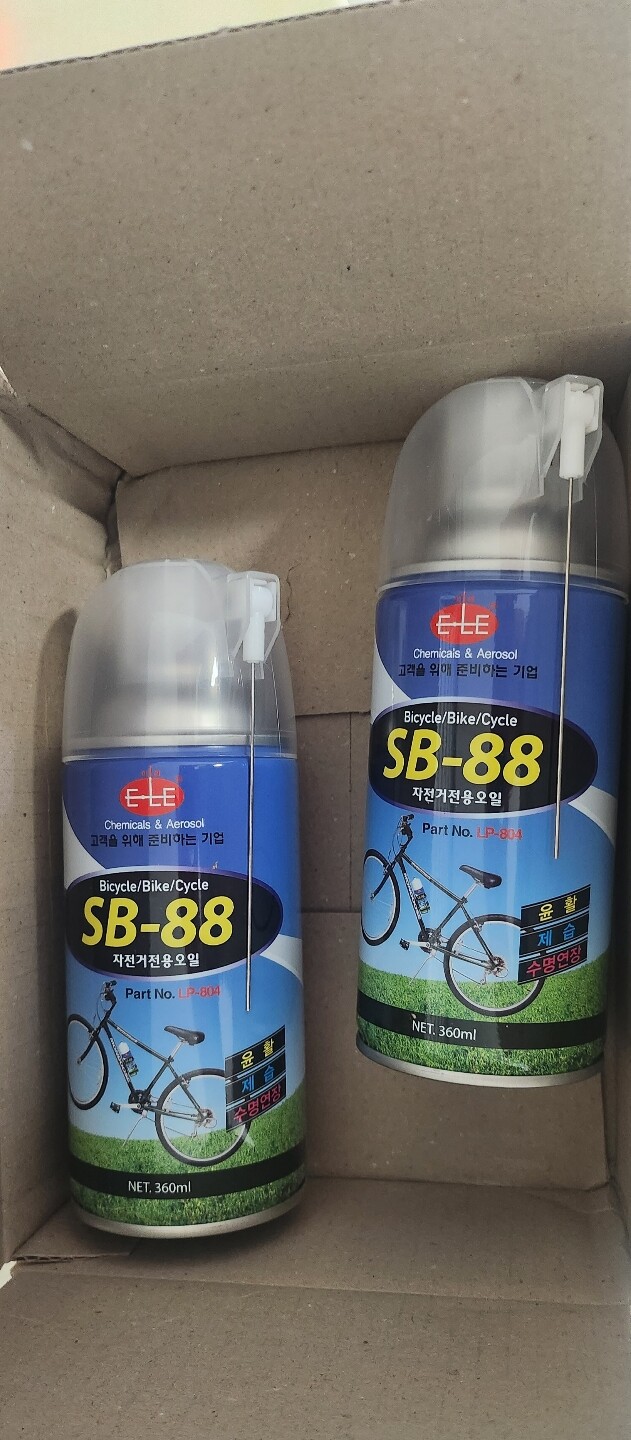 E-LE
Chemicals & Aerosol
고객을 위해 준비하는 기업
Bicycle/Bike/Cycle
SB-88
자전거전용오일
Part No. LP-804
윤활
제습
수명연장
NET. 360ml
E-LE
Chemicals & Aerosol
고객을 위해 준비하는 기업
Bicycle/Bike/Cycle
SB-88
자전거전용오일
Part No. LP-804
윤활
제습
수명연장
NET. 360ml